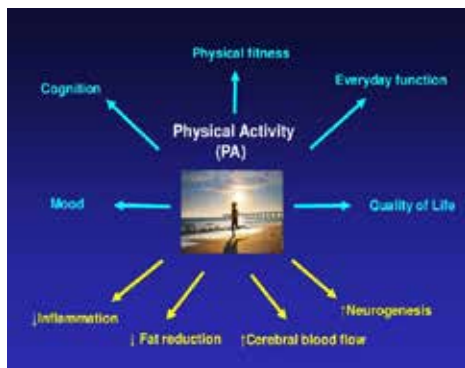 Physical fitness
Cognition
Everyday function
Physical Activity
(PA)
Mood
Quality of Life
↓Inflammation
↓ Fat reduction
↑Cerebral blood flow
↑Neurogenesis